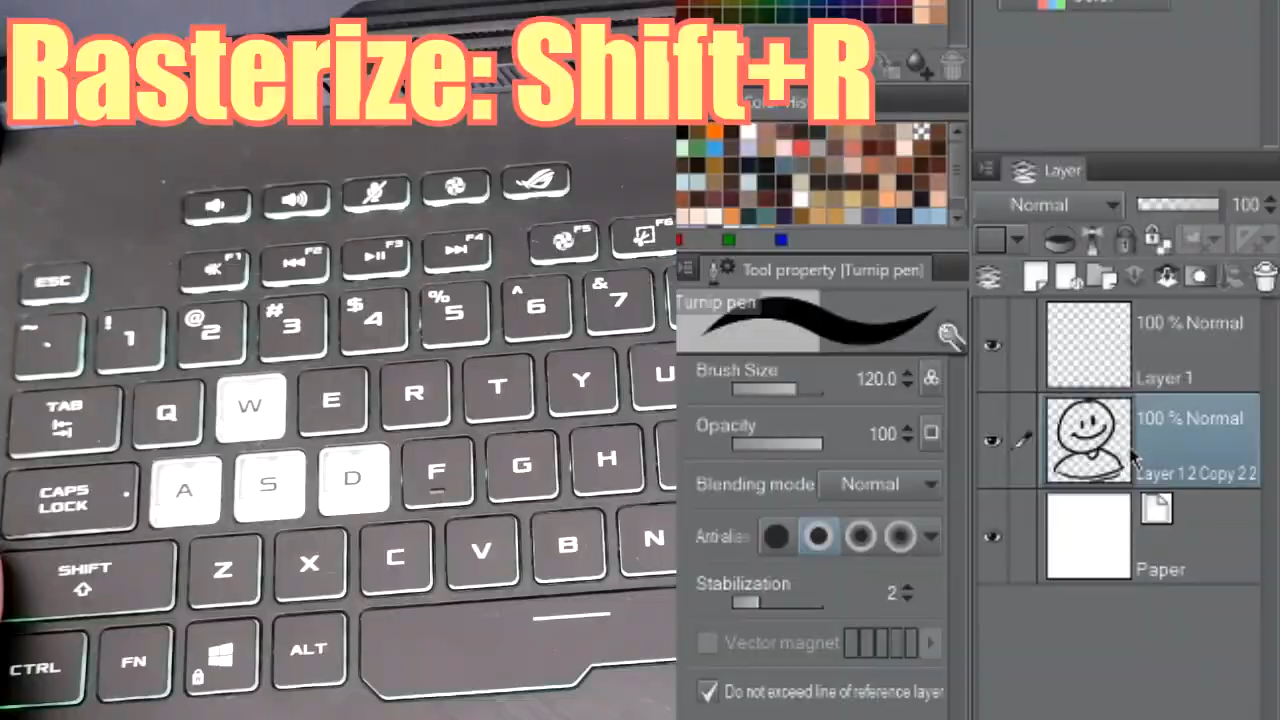 Rasterize: Shift+R
Layer
Normal
100
Tool property [Turnip pen]
Turnip pen
Brush Size
120.0
Opacity
100
Blending mode
Normal
Anti-alias
Stabilization
2
Vector magnet
Do not exceed line of reference layer
100 % Normal
Layer 1
100 % Normal
Layer 1 2 Copy 2 2
Paper
ESC
F1
F2
F3
F4
F5
F6
~
!
1
@
2
#
3
$
4
%
5
^
6
&
7
TAB
Q
W
E
R
T
Y
U
CAPS
LOCK
A
S
D
F
G
H
SHIFT
Z
X
C
V
B
N
CTRL
FN
ALT